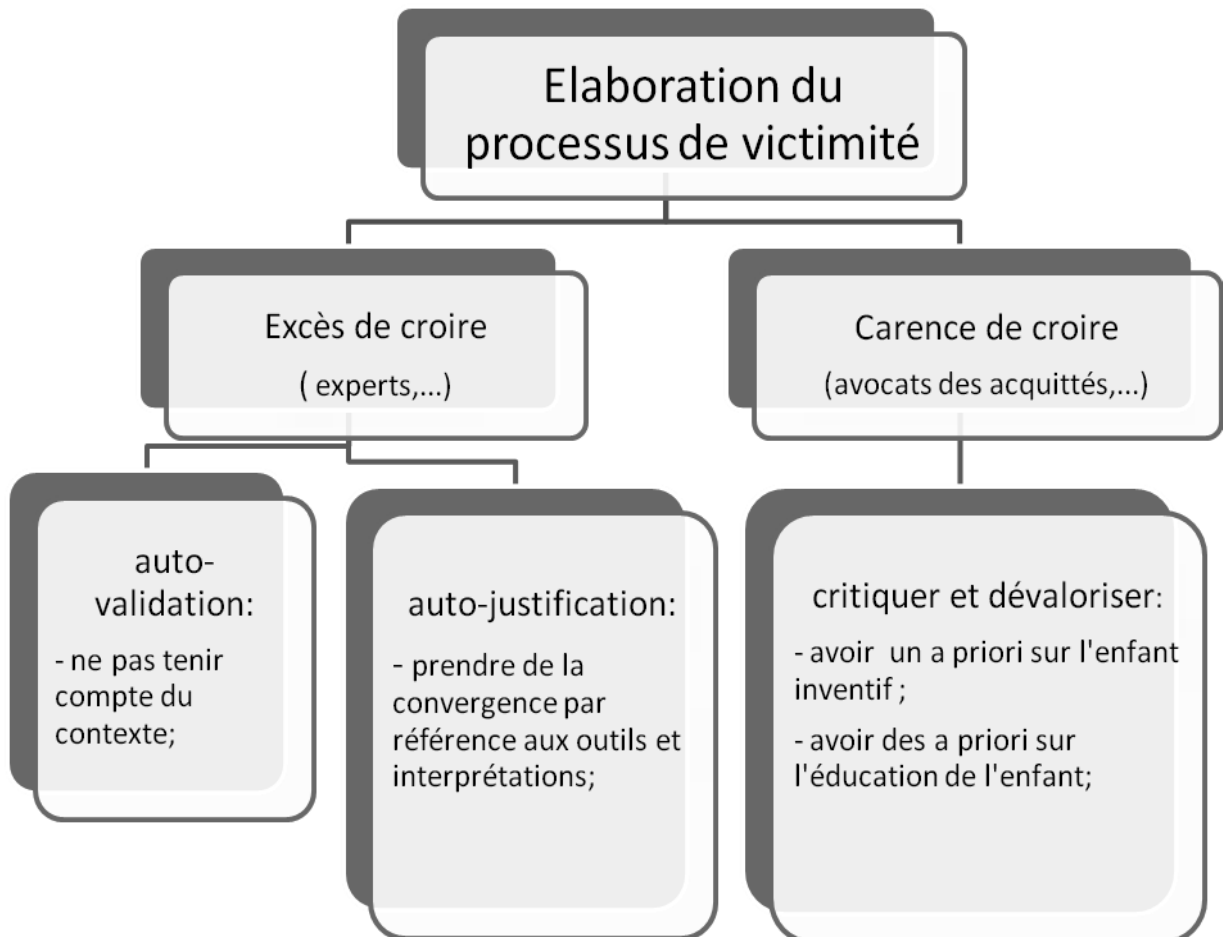 Elaboration du
processus de victimité
Excès de croire
( experts,...)
Carence de croire
(avocats des acquittés,...)
auto-
validation:
- ne pas tenir
compte du
contexte;
auto-justification:
- prendre de la
convergence par
référence aux outils et
interprétations;
critiquer et dévaloriser:
- avoir  un a priori sur l'enfant
inventif ;
- avoir des a priori sur
l'éducation de l'enfant;